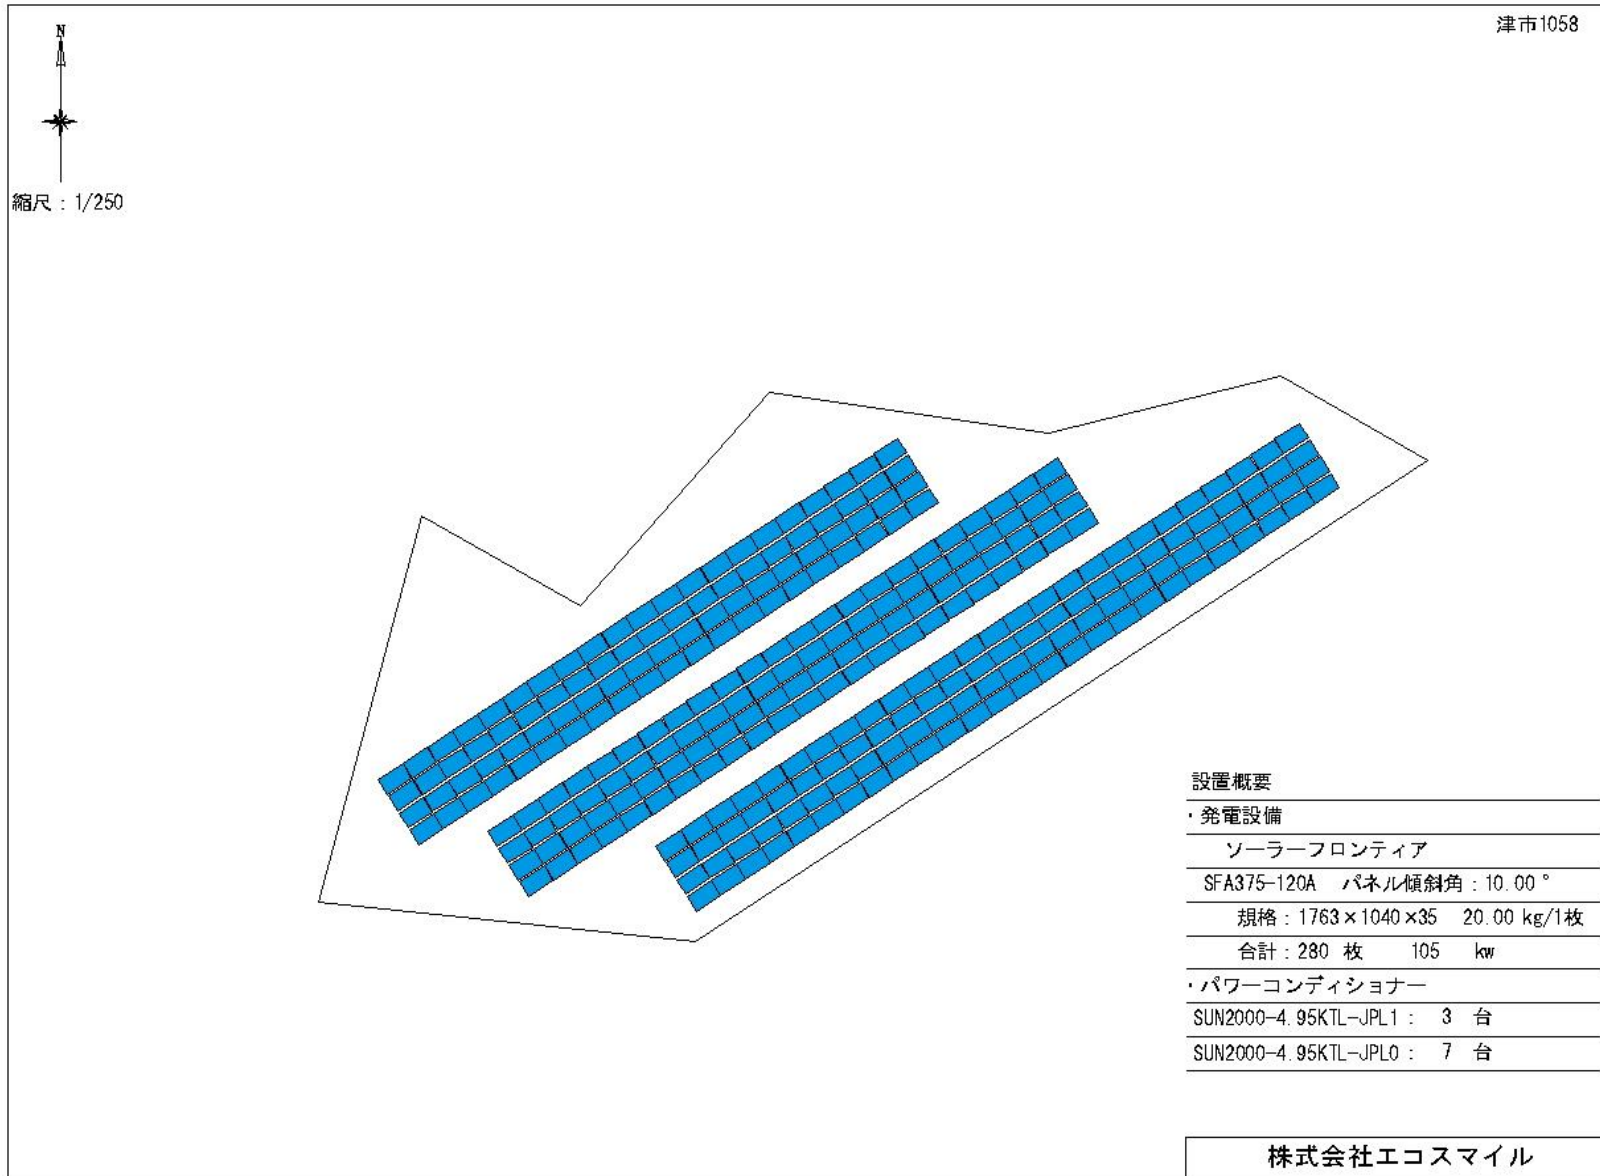 津市1058
N
縮尺：1/250
設置概要
・発電設備
ソーラーフロンティア
SFA375-120A パネル傾斜角：10.00°
規格：1763×1040×35 20.00 kg/1枚
合計：280 枚 105 kw
・パワーコンディショナー
SUN2000-4.95KTL-JPL1： 3 台
SUN2000-4.95KTL-JPL0： 7 台
株式会社エコスマイル